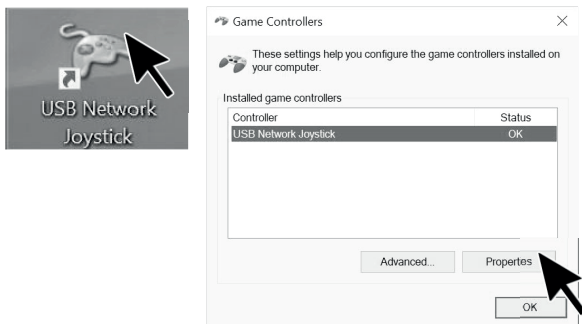 USB Network
Joystick
Game Controllers
These settings help you configure the game controllers installed on
your computer.
Installed game controllers
Controller Status
USB Network Joystick OK
Advanced... Propertes
OK